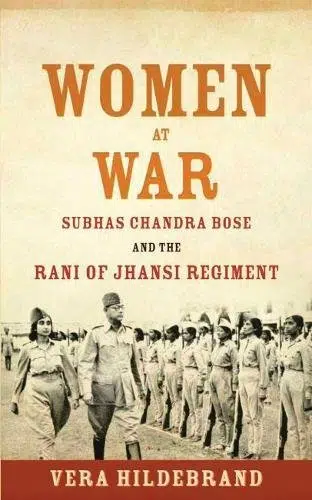 WOMEN
AT
WAR
SUBHAS CHANDRA BOSE
AND THE
RANI OF JHANSI REGIMENT
VERA HILDEBRAND